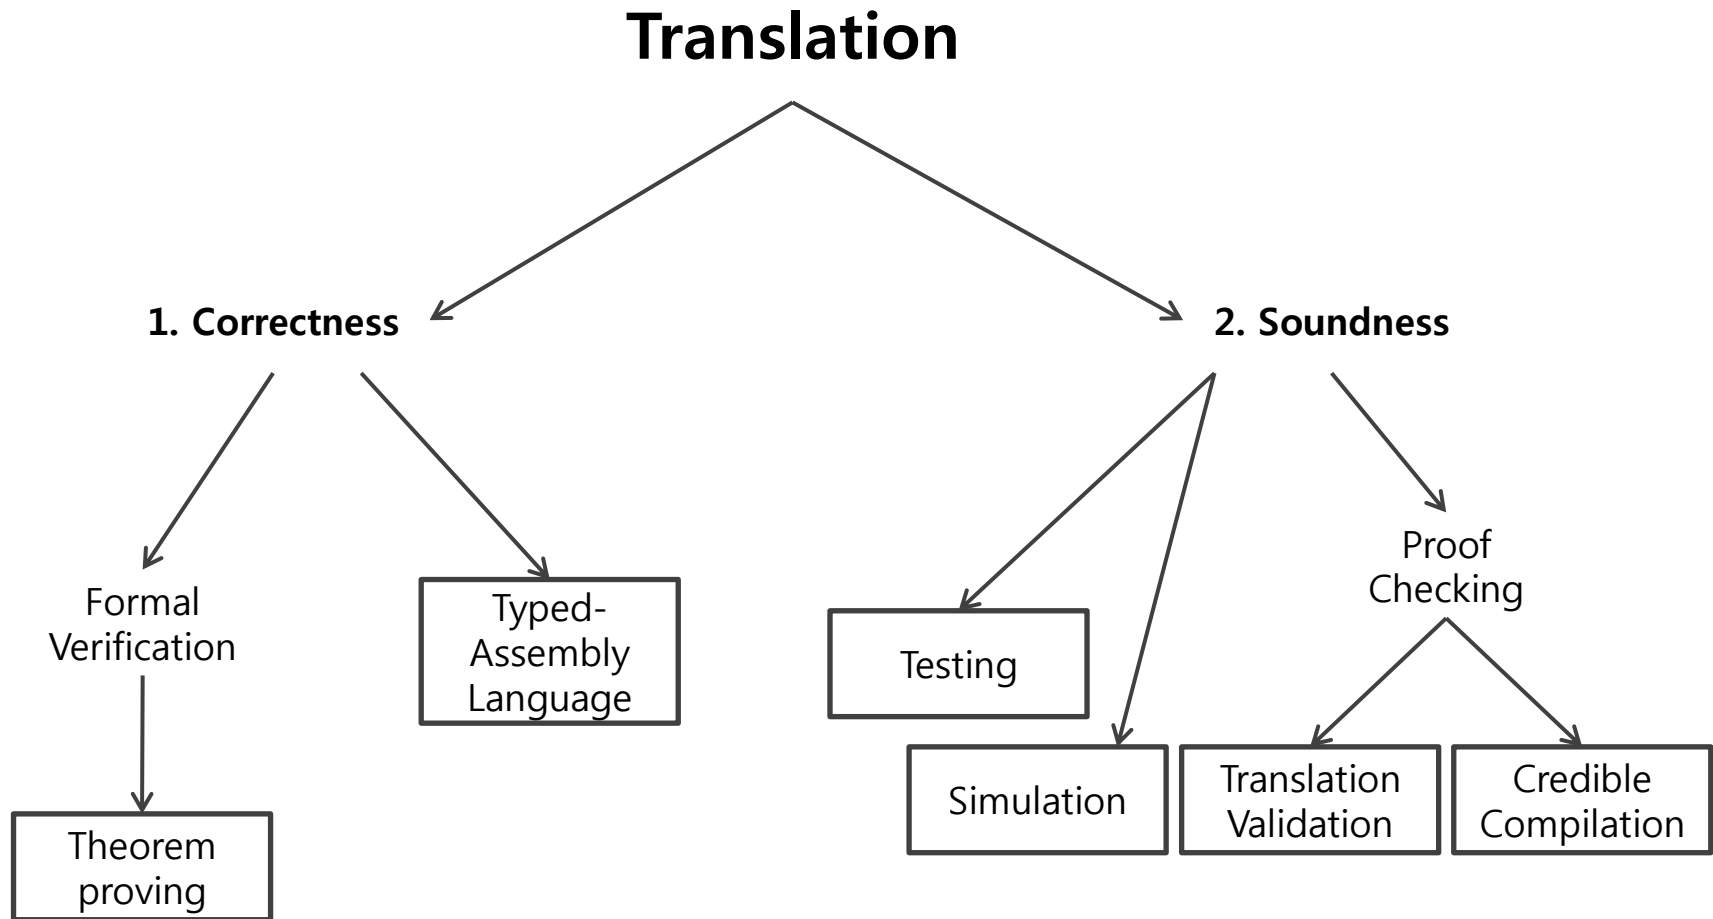 Translation
1. Correctness
2. Soundness
Formal
Verification
Typed-
Assembly
Language
Theorem
proving
Testing
Simulation
Proof
Checking
Translation
Validation
Credible
Compilation